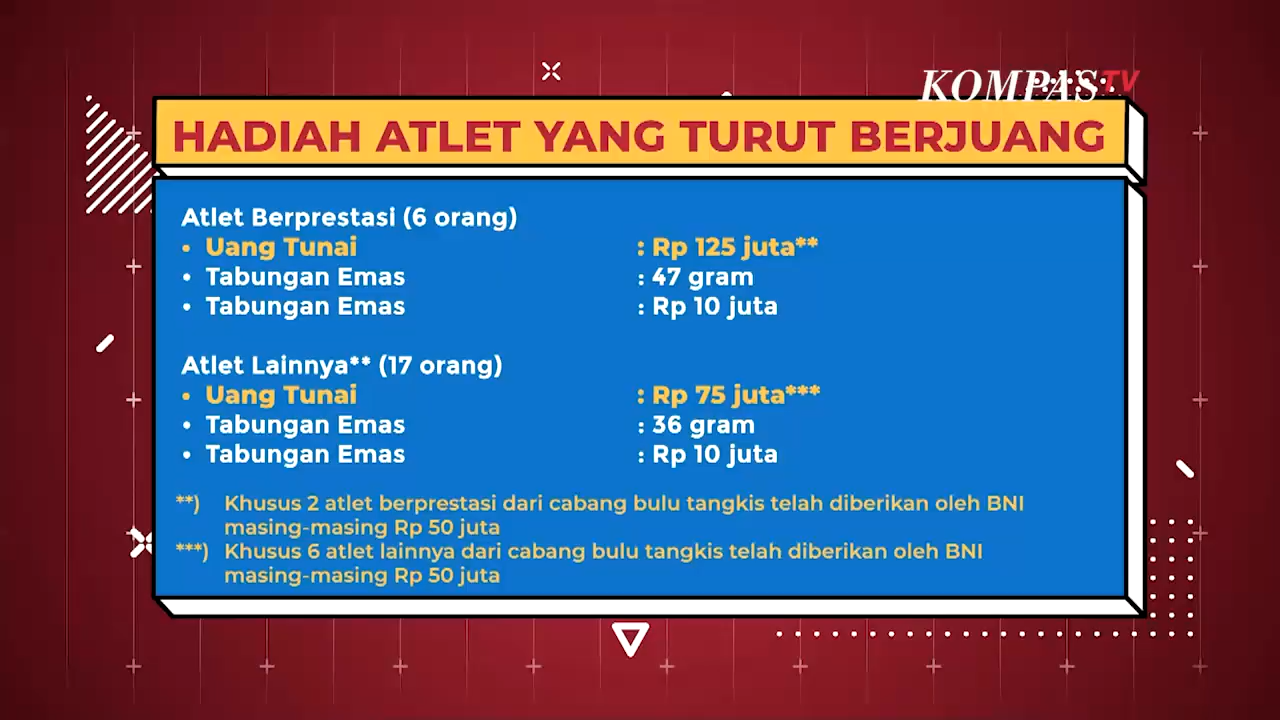 KOMPASTV
HADIAH ATLET YANG TURUT BERJUANG
Atlet Berprestasi (6 orang)
• Uang Tunai : Rp 125 juta**
• Tabungan Emas : 47 gram
• Tabungan Emas : Rp 10 juta
Atlet Lainnya** (17 orang)
• Uang Tunai : Rp 75 juta***
• Tabungan Emas : 36 gram
• Tabungan Emas : Rp 10 juta
**) Khusus 2 atlet berprestasi dari cabang bulu tangkis telah diberikan oleh BNI
masing-masing Rp 50 juta
***) Khusus 6 atlet lainnya dari cabang bulu tangkis telah diberikan oleh BNI
masing-masing Rp 50 juta